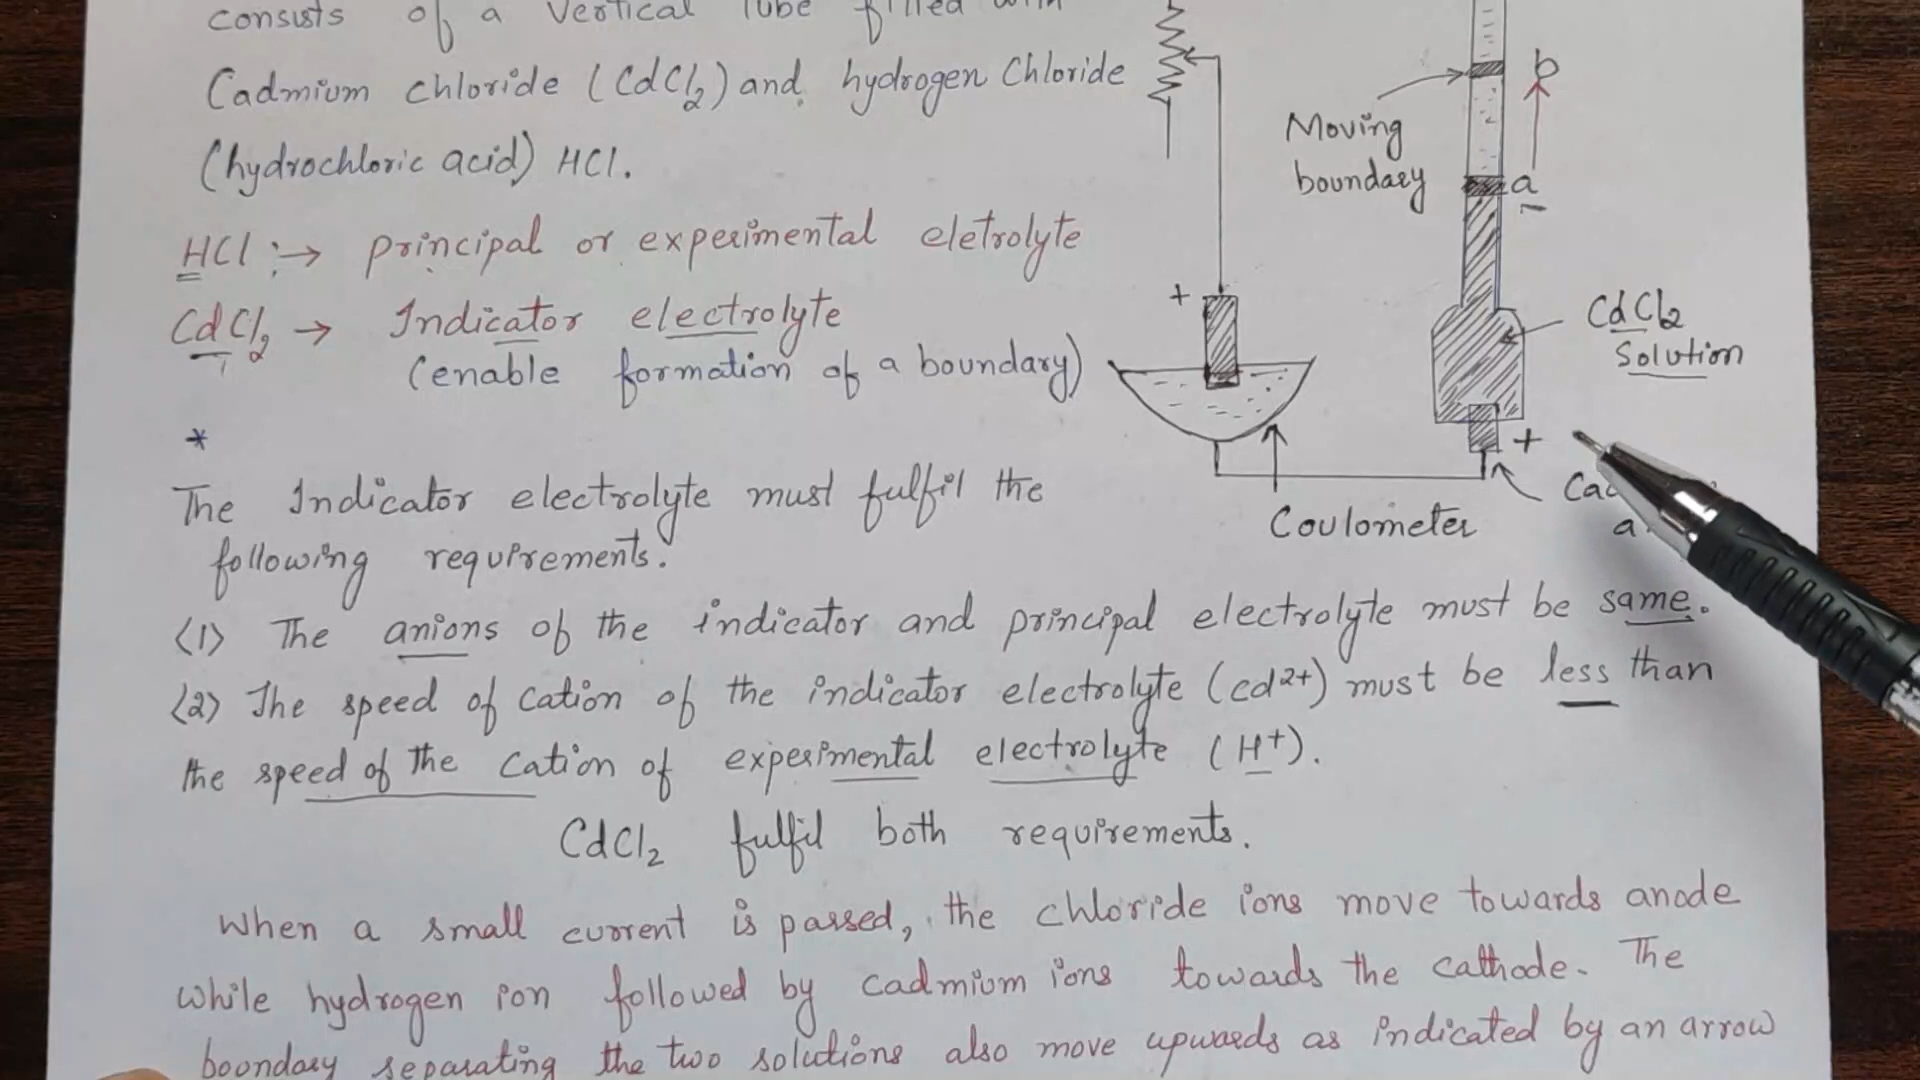 consists of a vertical Tube filled with
Cadmium chloride (CdCl2) and hydrogen Chloride
(hydrochloric acid) HCl.
HCl :→ principal or experimental eletrolyte
CdCl2 → Indicator electrolyte
(enable formation of a boundary)
*
The Indicator electrolyte must fulfil the
following requirements.
(1) The anions of the indicator and principal electrolyte must be same.
(2) The speed of cation of the indicator electrolyte (cd2+) must be less than
the speed of the cation of experimental electrolyte (H+).
CdCl2 fulfil both requirements.
When a small current is passed, the chloride ions move towards anode
while hydrogen ion followed by cadmium ions towards the cathode. The
boundary separating the two solutions also move upwards as indicated by an arrow
b
Moving
boundary
a
+
CdCl2
Solution
+
Coulometer